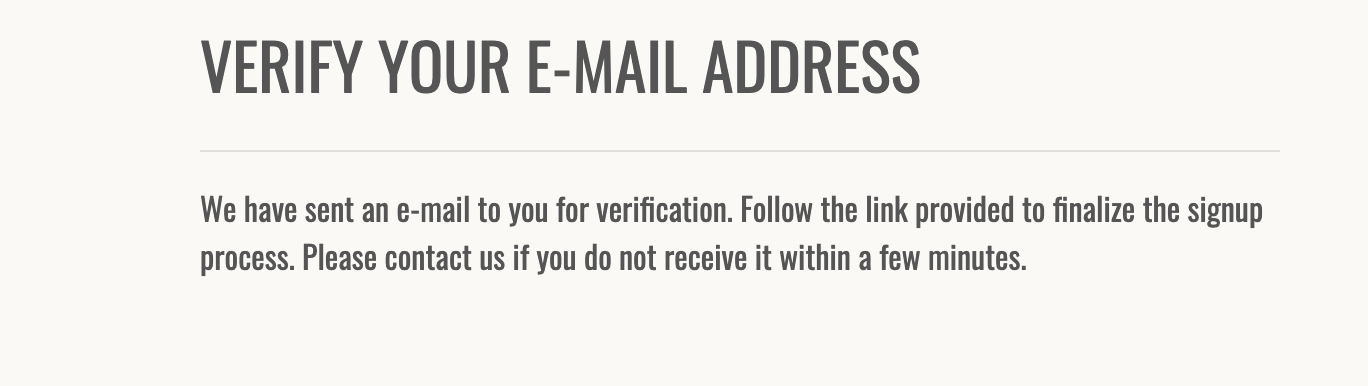 VERIFY YOUR E-MAIL ADDRESS
We have sent an e-mail to you for verification. Follow the link provided to finalize the signup
process. Please contact us if you do not receive it within a few minutes.